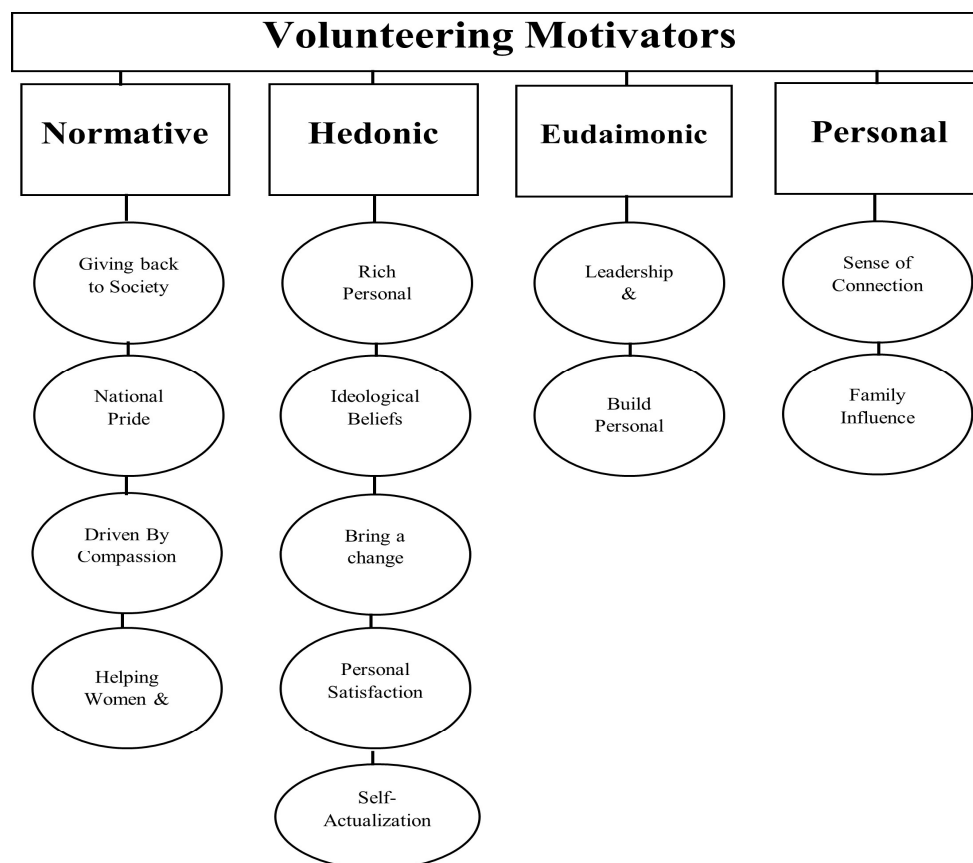 Volunteering Motivators
Normative
Hedonic
Eudaimonic
Personal
Giving back
to Society
National
Pride
Driven By
Compassion
Helping
Women &
Rich
Personal
Ideological
Beliefs
Bring a
change
Personal
Satisfaction
Self-
Actualization
Leadership
&
Build
Personal
Sense of
Connection
Family
Influence